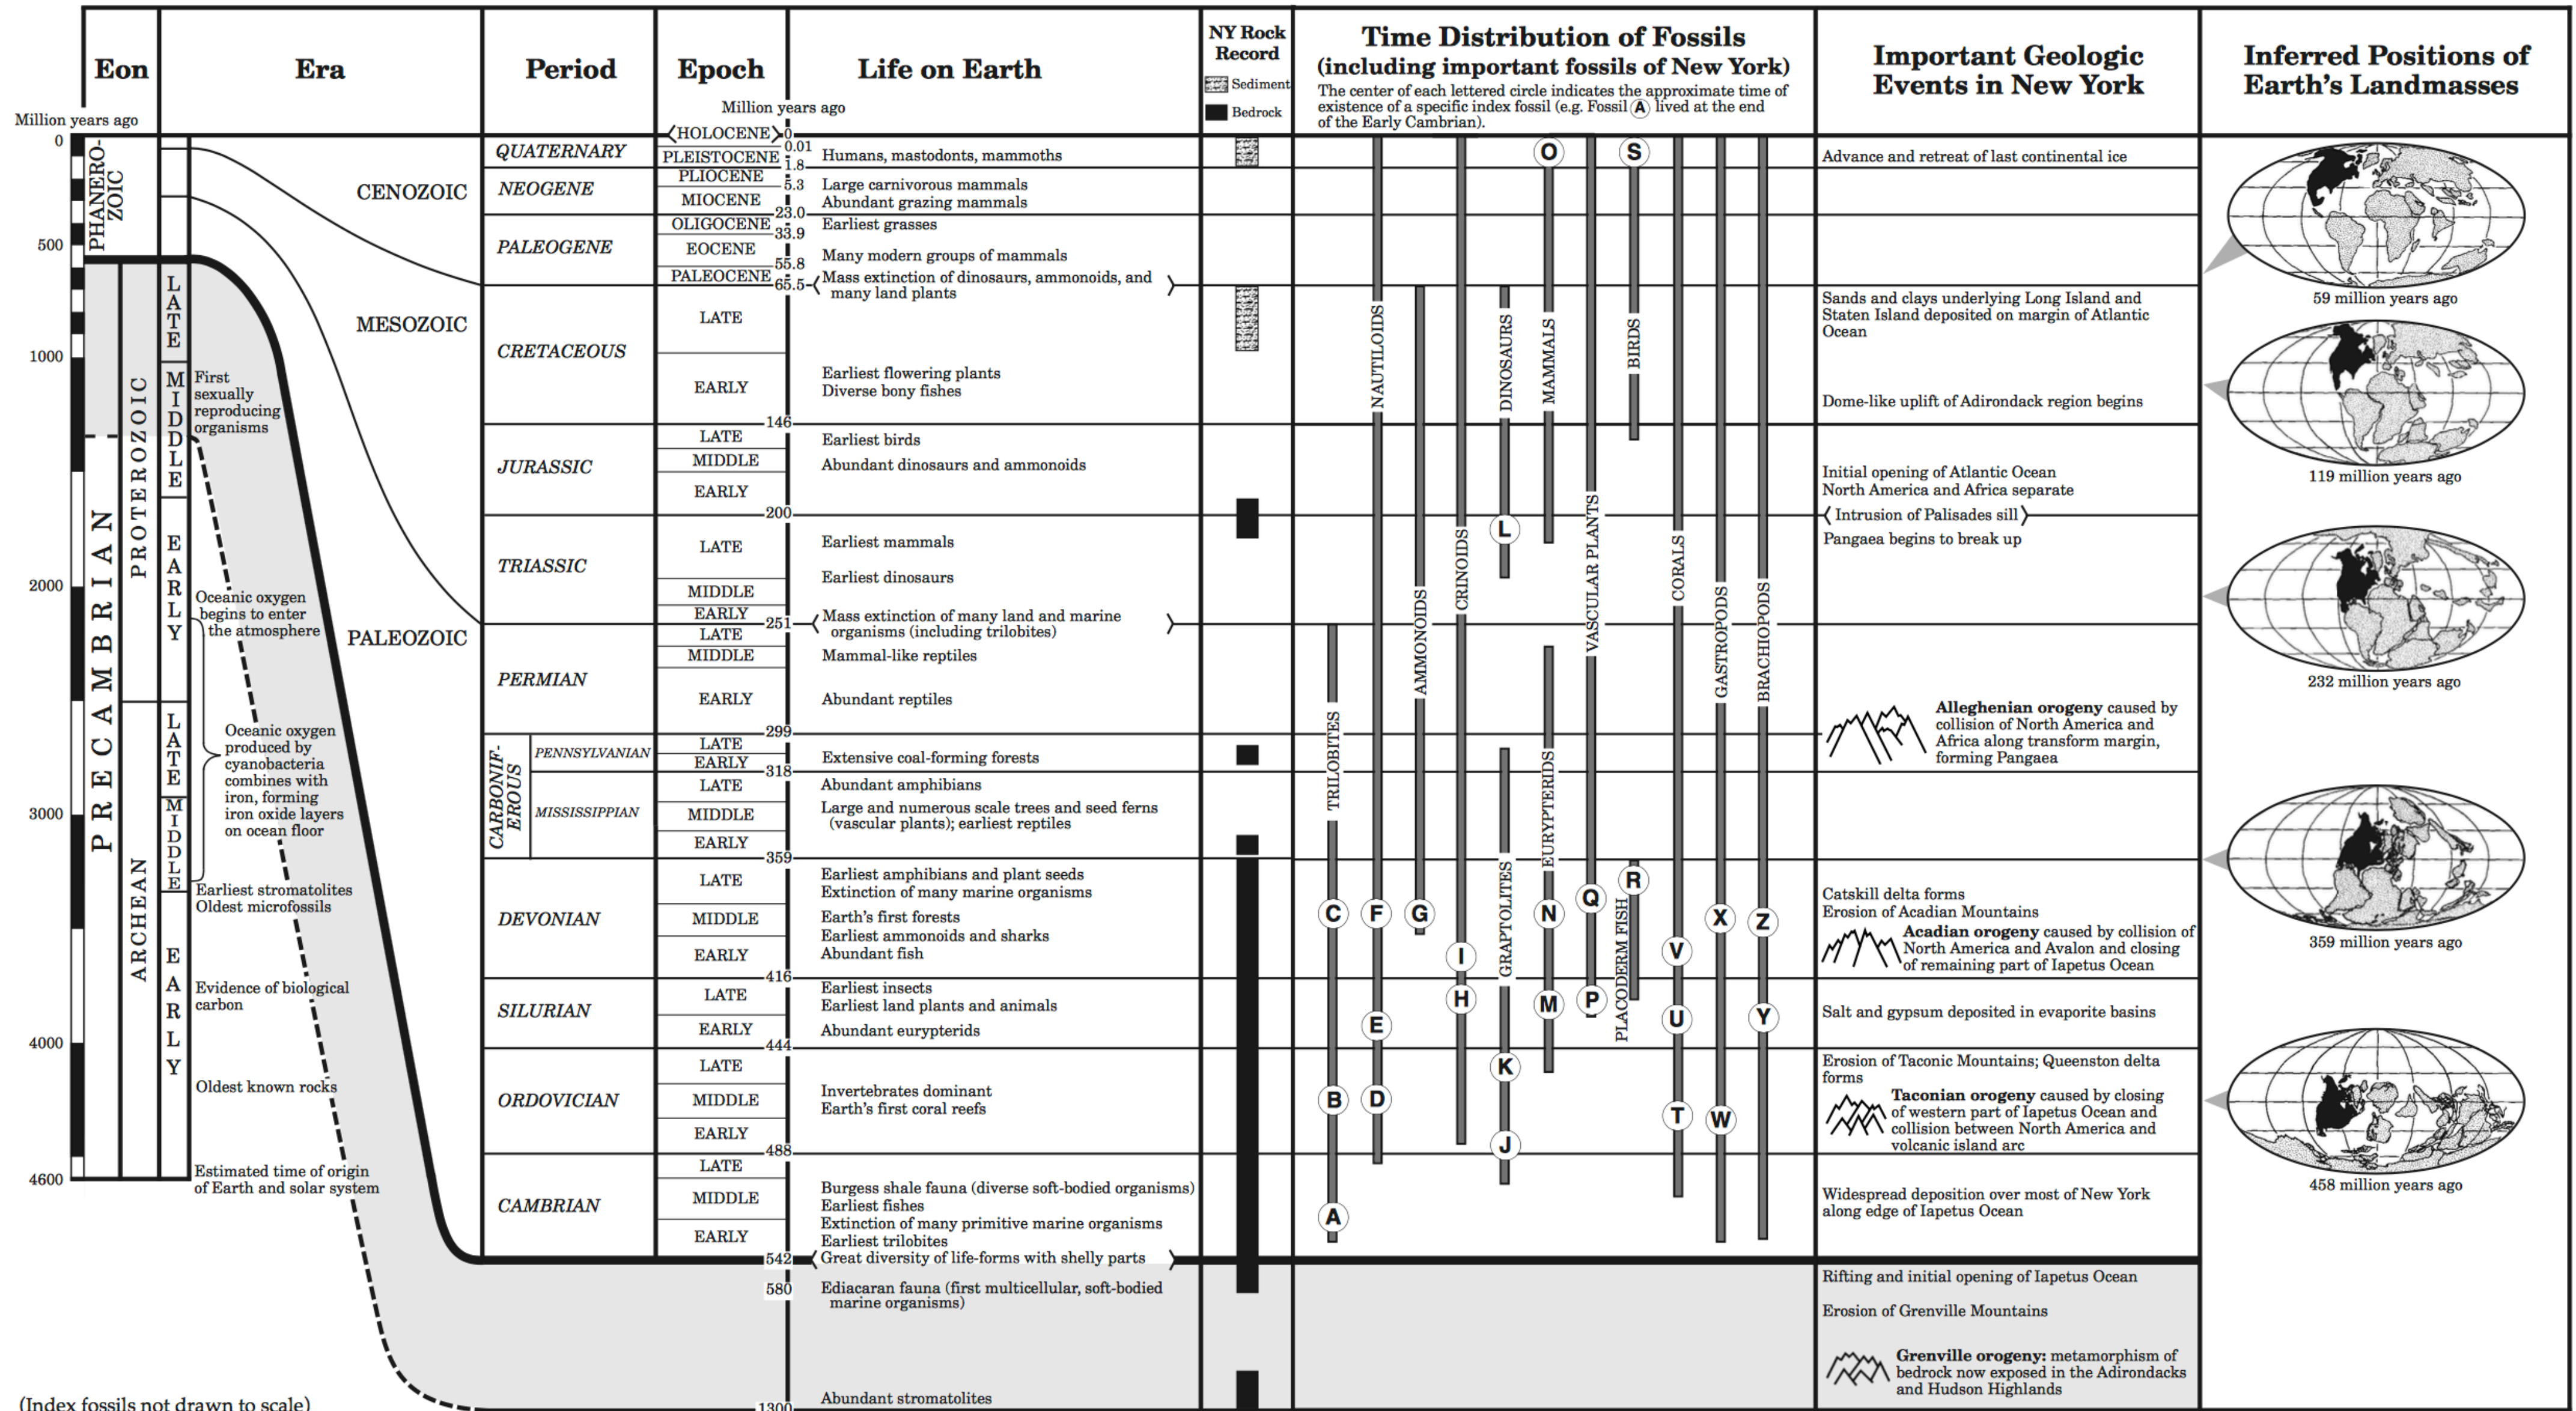 Eon
Era
Period
Epoch
Life on Earth
NY Rock
Record
Sediment
Bedrock
Time Distribution of Fossils
(including important fossils of New York)
The center of each lettered circle indicates the approximate time of
existence of a specific index fossil (e.g. Fossil A lived at the end
of the Early Cambrian).
Important Geologic
Events in New York
Inferred Positions of
Earth's Landmasses
Million years ago
0
500
1000
2000
3000
4000
4600
PHANERO-
ZOIC
PRECAMBRIAN
PROTEROZOIC
ARCHEAN
LATE
MIDDLE
EARLY
LATE
MIDDLE
EARLY
First
sexually
reproducing
organisms
Oceanic oxygen
begins to enter
the atmosphere
Oceanic oxygen
produced by
cyanobacteria
combines with
iron, forming
iron oxide layers
on ocean floor
Earliest stromatolites
Oldest microfossils
Evidence of biological
carbon
Oldest known rocks
Estimated time of origin
of Earth and solar system
CENOZOIC
MESOZOIC
PALEOZOIC
QUATERNARY
NEOGENE
PALEOGENE
CRETACEOUS
JURASSIC
TRIASSIC
PERMIAN
CARBONIF-
EROUS
PENNSYLVANIAN
MISSISSIPPIAN
DEVONIAN
SILURIAN
ORDOVICIAN
CAMBRIAN
Million years ago
HOLOCENE 0
0.01
PLEISTOCENE
1.8
PLIOCENE
5.3
MIOCENE
23.0
OLIGOCENE
33.9
EOCENE
55.8
PALEOCENE
65.5
LATE
EARLY
146
LATE
MIDDLE
EARLY
200
LATE
MIDDLE
EARLY
251
LATE
MIDDLE
EARLY
299
LATE
EARLY
318
LATE
MIDDLE
EARLY
359
LATE
MIDDLE
EARLY
416
LATE
EARLY
444
LATE
MIDDLE
EARLY
488
LATE
MIDDLE
EARLY
542
580
1300
Humans, mastodonts, mammoths
Large carnivorous mammals
Abundant grazing mammals
Earliest grasses
Many modern groups of mammals
Mass extinction of dinosaurs, ammonoids, and
many land plants
Earliest flowering plants
Diverse bony fishes
Earliest birds
Abundant dinosaurs and ammonoids
Earliest mammals
Earliest dinosaurs
Mass extinction of many land and marine
organisms (including trilobites)
Mammal-like reptiles
Abundant reptiles
Extensive coal-forming forests
Abundant amphibians
Large and numerous scale trees and seed ferns
(vascular plants); earliest reptiles
Earliest amphibians and plant seeds
Extinction of many marine organisms
Earth's first forests
Earliest ammonoids and sharks
Abundant fish
Earliest insects
Earliest land plants and animals
Abundant eurypterids
Invertebrates dominant
Earth's first coral reefs
Burgess shale fauna (diverse soft-bodied organisms)
Earliest fishes
Extinction of many primitive marine organisms
Earliest trilobites
Great diversity of life-forms with shelly parts
Ediacaran fauna (first multicellular, soft-bodied
marine organisms)
Abundant stromatolites
TRILOBITES
C
B
A
NAUTILOIDS
F
E
D
AMMONOIDS
G
CRINOIDS
I
H
DINOSAURS
L
GRAPTOLITES
K
J
O
MAMMALS
EURYPTERIDS
N
M
VASCULAR PLANTS
Q
P
S
BIRDS
R
PLACODERM FISH
CORALS
V
U
T
GASTROPODS
X
W
BRACHIOPODS
Z
Y
Advance and retreat of last continental ice
Sands and clays underlying Long Island and
Staten Island deposited on margin of Atlantic
Ocean
Dome-like uplift of Adirondack region begins
Initial opening of Atlantic Ocean
North America and Africa separate
Intrusion of Palisades sill
Pangaea begins to break up
Alleghenian orogeny caused by
collision of North America and
Africa along transform margin,
forming Pangaea
Catskill delta forms
Erosion of Acadian Mountains
Acadian orogeny caused by collision of
North America and Avalon and closing
of remaining part of Iapetus Ocean
Salt and gypsum deposited in evaporite basins
Erosion of Taconic Mountains; Queenston delta
forms
Taconian orogeny caused by closing
of western part of Iapetus Ocean and
collision between North America and
volcanic island arc
Widespread deposition over most of New York
along edge of Iapetus Ocean
Rifting and initial opening of Iapetus Ocean
Erosion of Grenville Mountains
Grenville orogeny: metamorphism of
bedrock now exposed in the Adirondacks
and Hudson Highlands
59 million years ago
119 million years ago
232 million years ago
359 million years ago
458 million years ago
(Index fossils not drawn to scale)